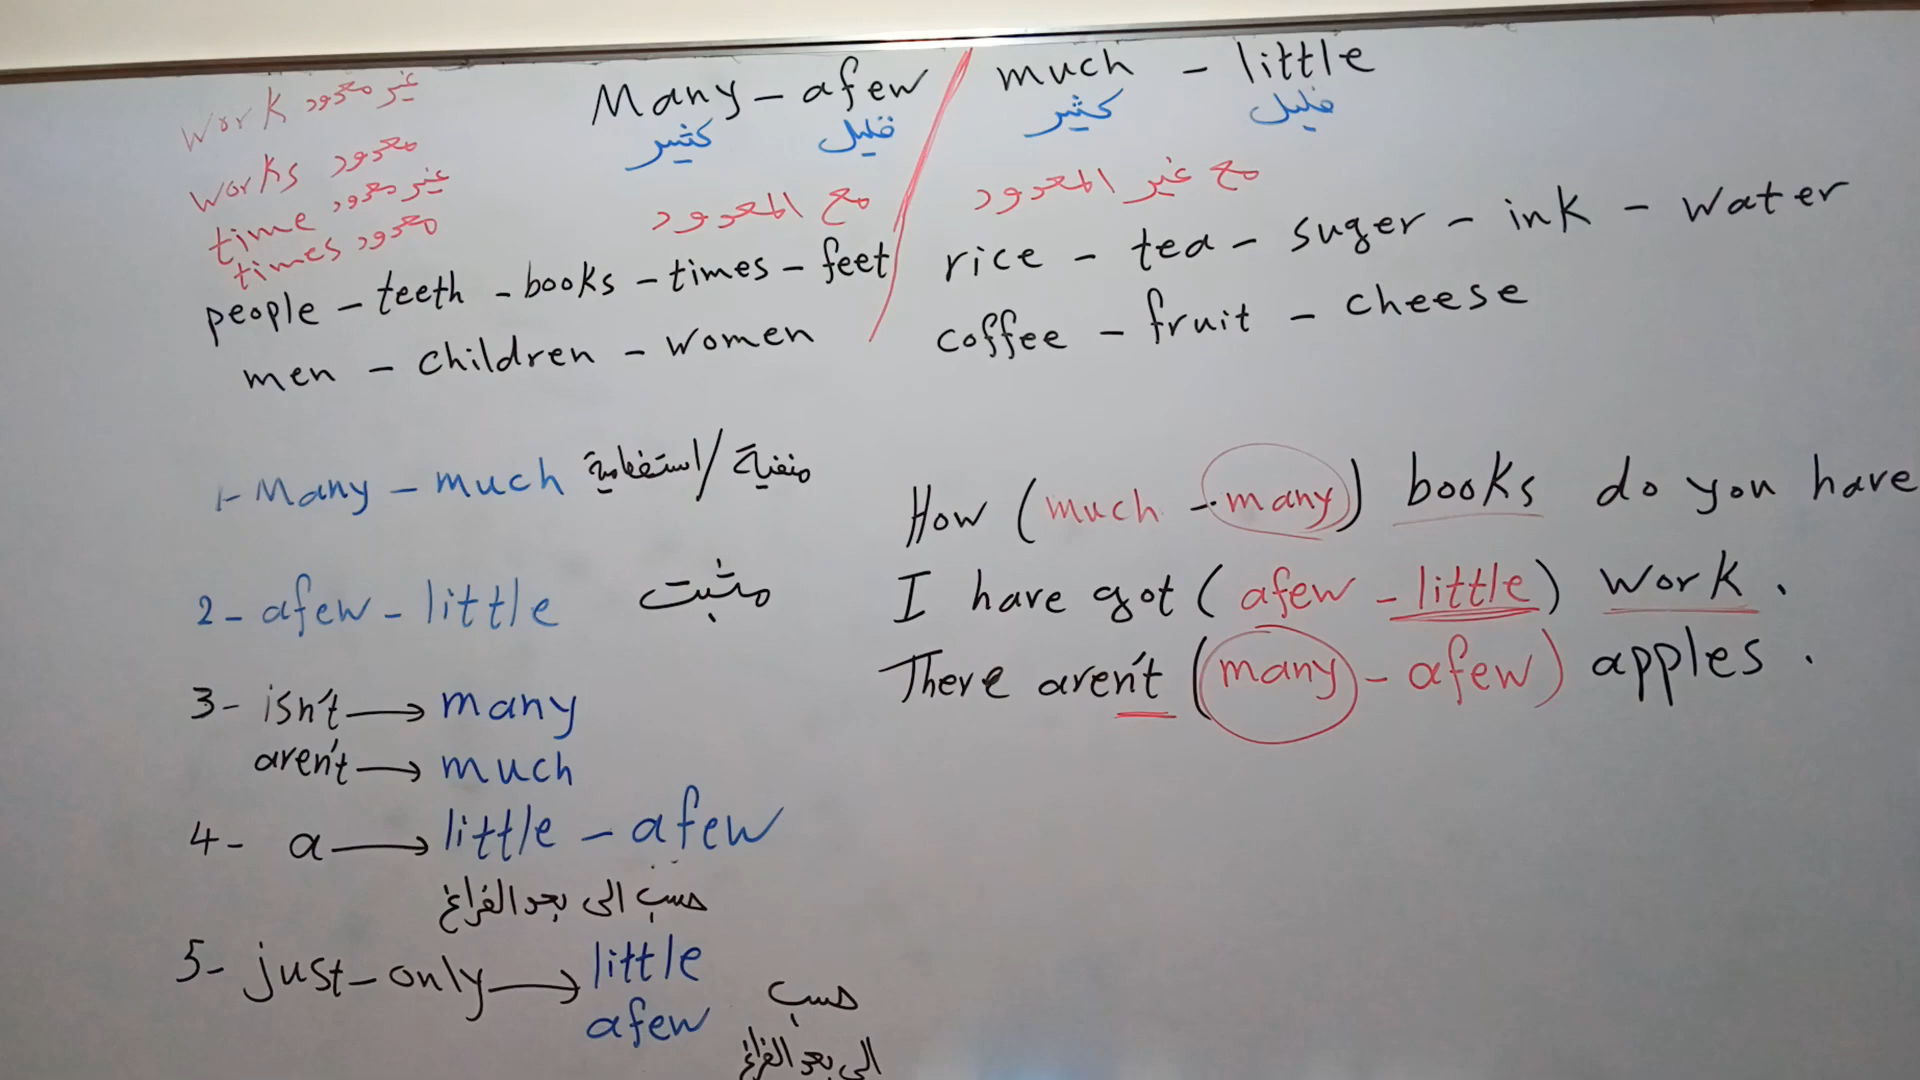 Many - afew / much - little
كثير قليل كثير قليل
مع المعدود مع غير المعدود
work غير معدود
works معدود
time غير معدود
times معدود
people - teeth - books - times - feet
men - children - women
rice - tea - suger - ink - water
coffee - fruit - cheese
1- Many - much منفية / استفهامية
2- afew - little مثبت
3- isn't → many
aren't → much
4- a → little - afew
حسب الى بعد الفراغ
5- just - only → little
afew
حسب
الى بعد الفراغ
How (much - many) books do you have
I have got (afew - little) work .
There aren't (many - afew) apples .